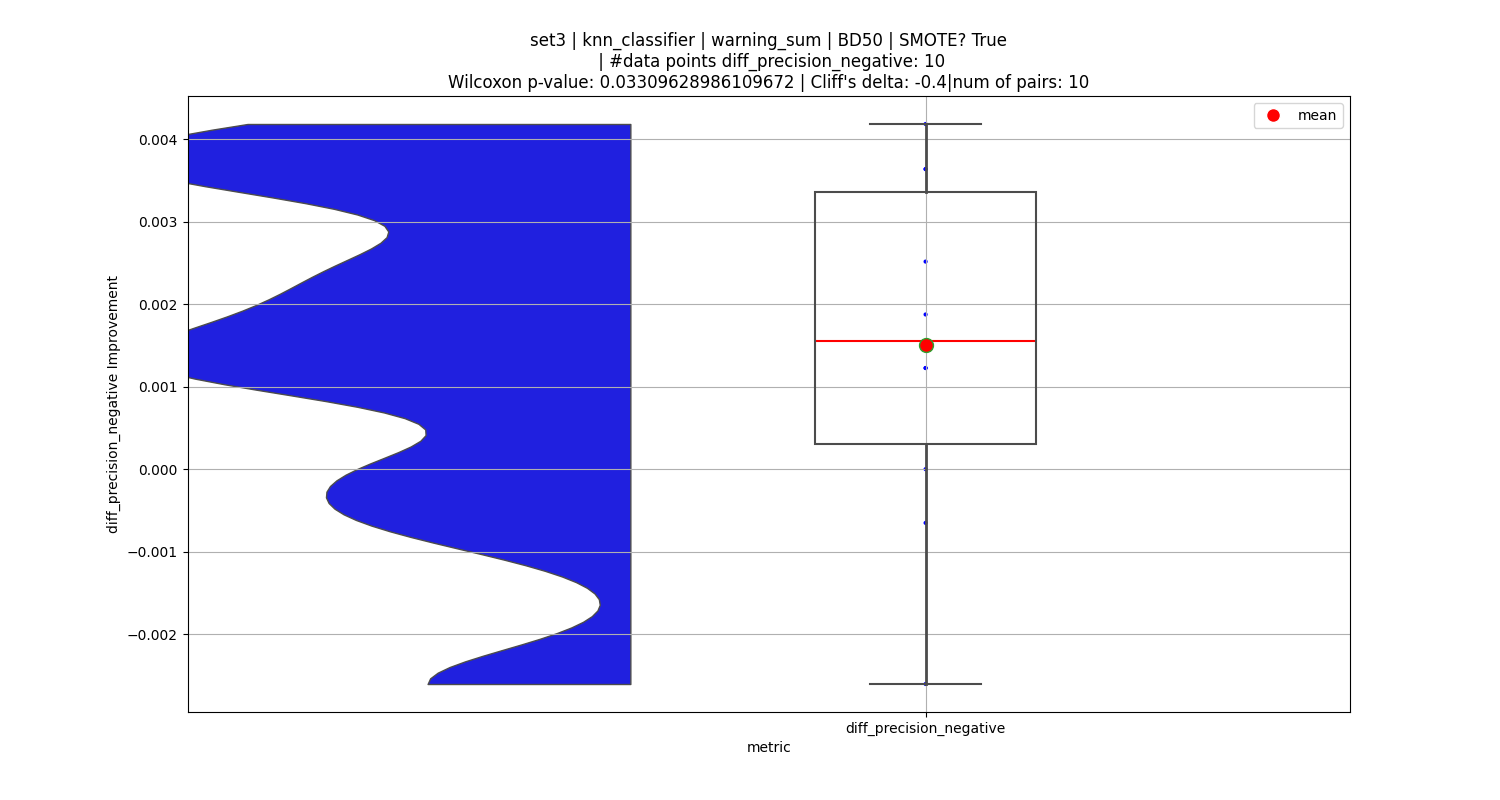 set3 | knn_classifier | warning_sum | BD50 | SMOTE? True
| #data points diff_precision_negative: 10
Wilcoxon p-value: 0.03309628986109672 | Cliff's delta: -0.4|num of pairs: 10
mean
0.004
0.003
0.002
0.001
0.000
−0.001
−0.002
diff_precision_negative Improvement
diff_precision_negative
metric